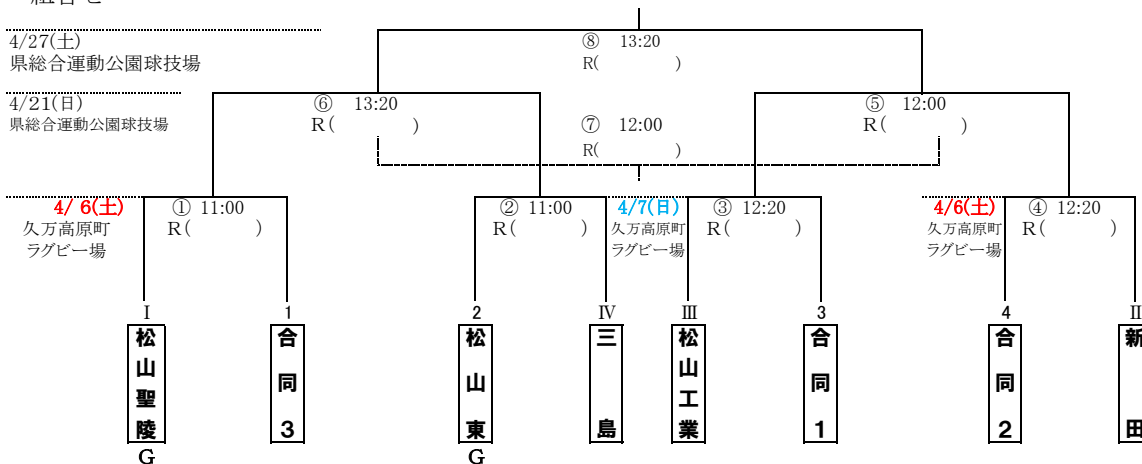 組合せ
4/27(土)
県総合運動公園球技場
⑧ 13:20
R( )
4/21(日)
県総合運動公園球技場
⑥ 13:20
R( )
⑦ 12:00
R( )
⑤ 12:00
R( )
4/ 6(土)
久万高原町
ラグビー場
① 11:00
R( )
② 11:00
R( )
4/7(日)
久万高原町
ラグビー場
③ 12:20
R( )
4/6(土)
久万高原町
ラグビー場
④ 12:20
R( )
Ⅰ
松山聖陵
G
1
合同3
2
松山東
G
Ⅳ
三島
Ⅲ
松山工業
3
合同1
4
合同2
Ⅱ
新田